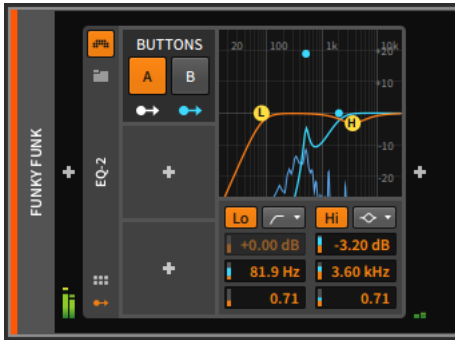 FUNKY FUNK
EQ-2
BUTTONS
A B
20 100 1k 10k
+20
+10
L
H
-10
-20
Lo Hi
+0.00 dB -3.20 dB
81.9 Hz 3.60 kHz
0.71 0.71